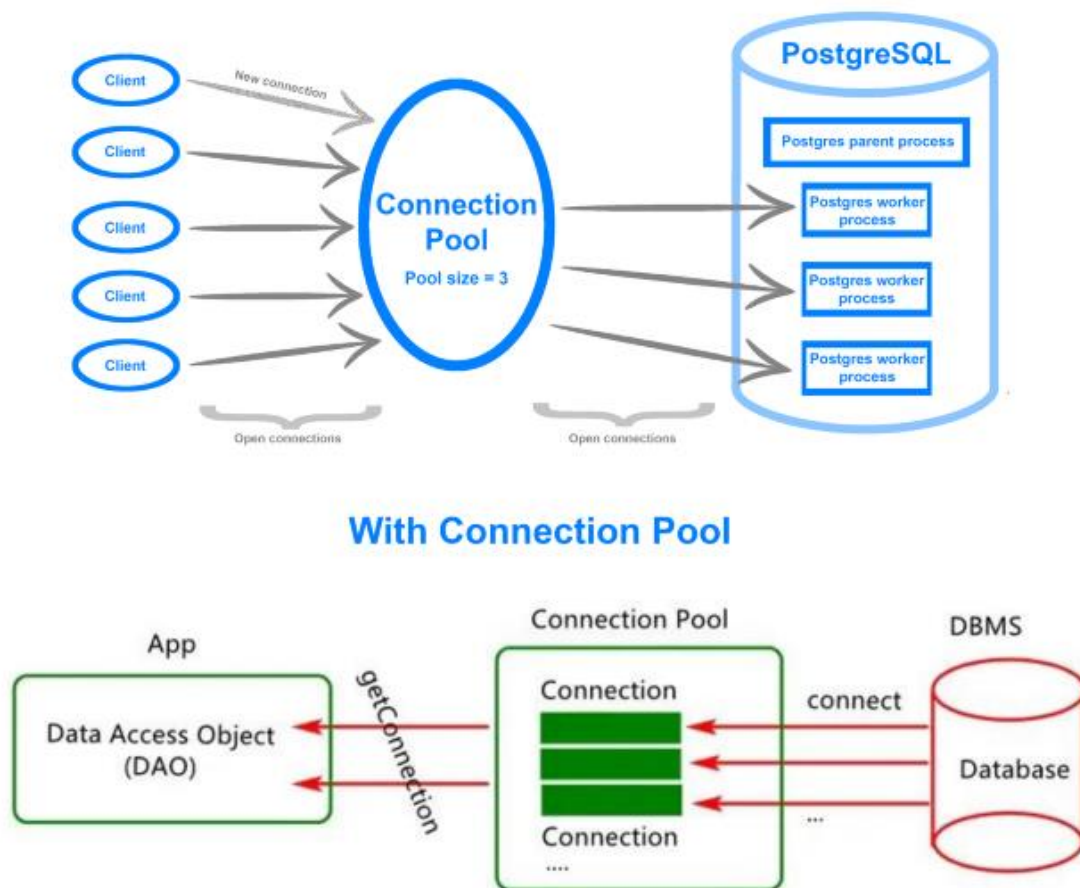 PostgreSQL
Client
New connection
Client
Client
Client
Client
Connection
Pool
Pool size = 3
Postgres parent process
Postgres worker
process
Postgres worker
process
Postgres worker
process
Open connections
Open connections
With Connection Pool
App
Data Access Object
(DAO)
getConnection
Connection Pool
Connection
Connection
....
connect
...
DBMS
Database